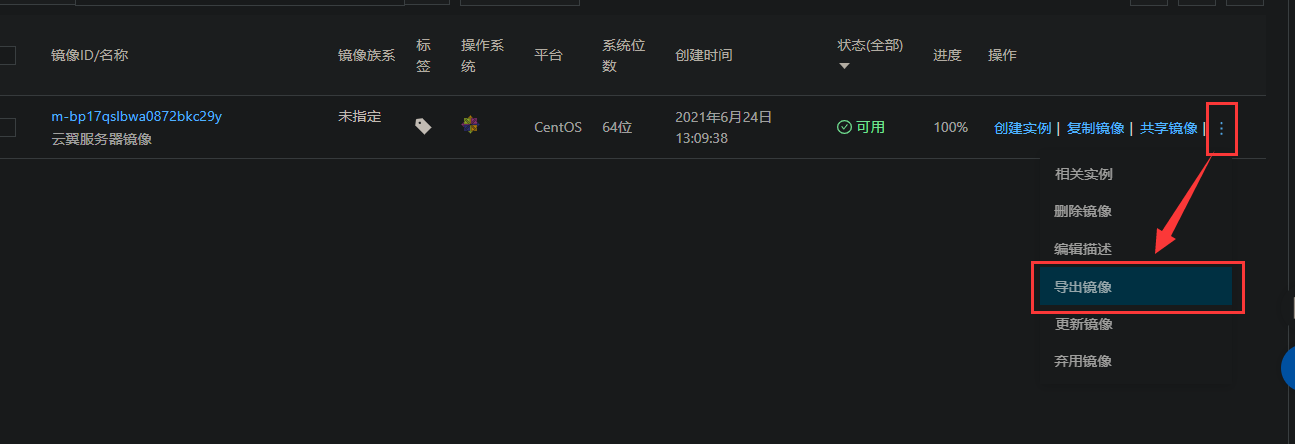 镜像ID/名称 镜像族系 标签 操作系统 平台 系统位数 创建时间 状态(全部) 进度 操作
m-bp17qslbwa0872bkc29y
云翼服务器镜像
未指定
CentOS 64位
2021年6月24日
13:09:38
可用 100% 创建实例 | 复制镜像 | 共享镜像 | ⋮
相关实例
删除镜像
编辑描述
导出镜像
更新镜像
弃用镜像